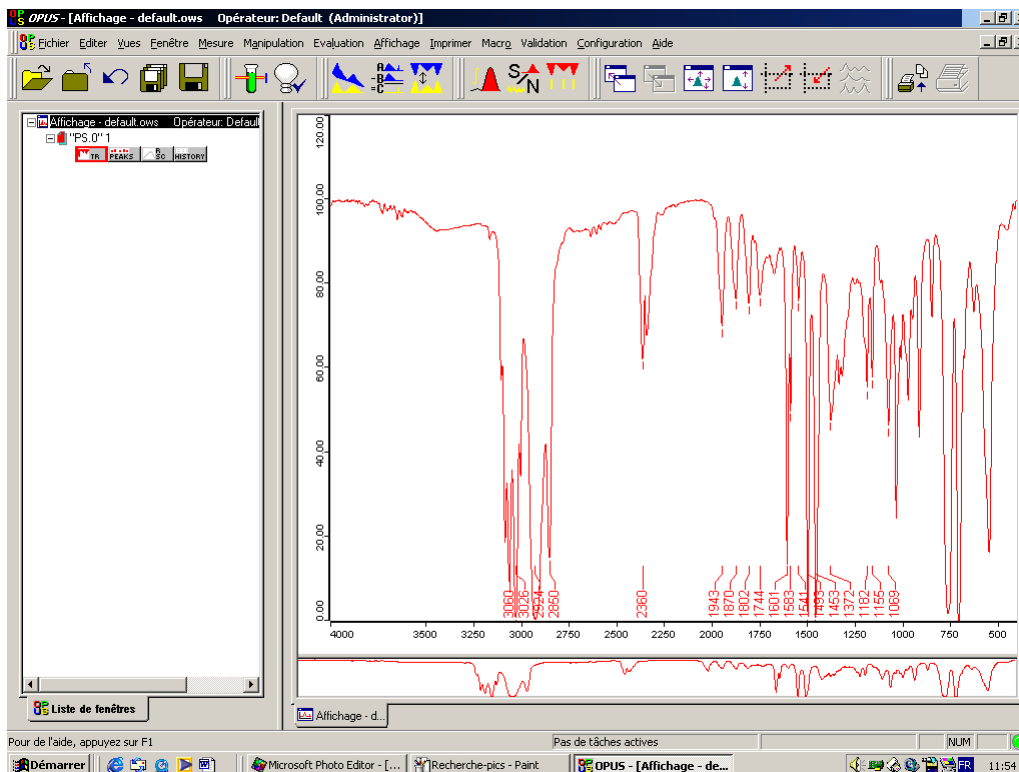 OPUS - [Affichage - default.ows Opérateur: Default (Administrator)]
Fichier Editer Vues Fenêtre Mesure Manipulation Evaluation Affichage Imprimer Macro Validation Configuration Aide
S/N
Affichage - default.ows Opérateur: Defaul
"PS.0" 1
TR PEAKS R SC HISTORY
120.00
100.00
80.00
60.00
40.00
20.00
0.00
3060 3026 2924 2850 2360 1943 1870 1802 1744 1601 1583 1541 1493 1453 1372 1182 1155 1069
4000 3500 3250 3000 2750 2500 2250 2000 1750 1500 1250 1000 750 500
Liste de fenêtres
Affichage - d...
Pour de l'aide, appuyez sur F1 Pas de tâches actives NUM
Démarrer Microsoft Photo Editor - [... Recherche-pics - Paint OPUS - [Affichage - de... FR 11:54